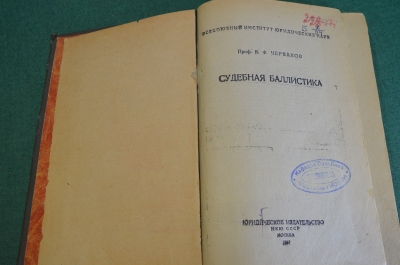 ВСЕСОЮЗНЫЙ ИНСТИТУТ ЮРИДИЧЕСКИХ НАУК
Проф. В. Ф. ЧЕРВАКОВ
СУДЕБНАЯ БАЛЛИСТИКА
ЮРИДИЧЕСКОЕ ИЗДАТЕЛЬСТВО
НКЮ СССР
МОСКВА